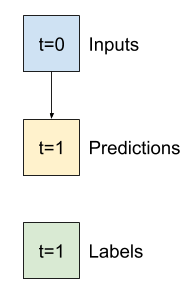 t=0 Inputs
t=1 Predictions
t=1 Labels